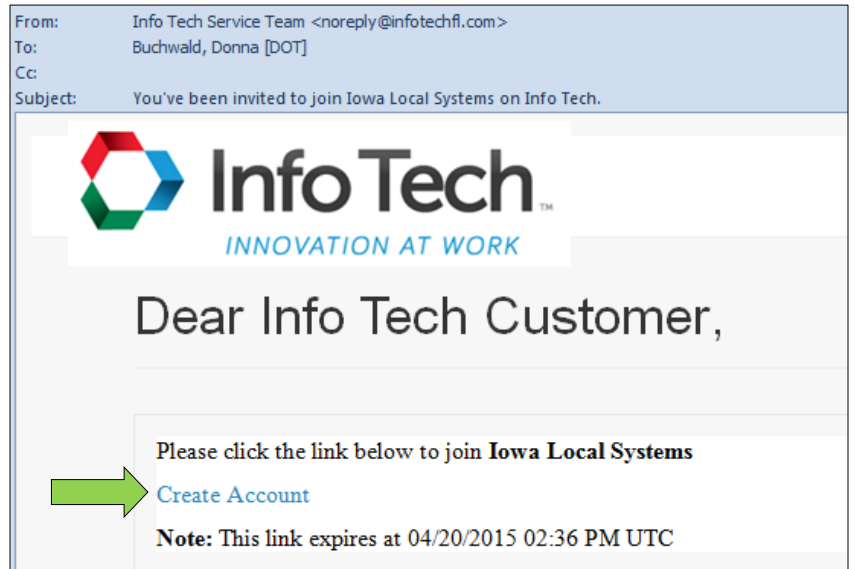 From: Info Tech Service Team <noreply@infotechfl.com>
To: Buchwald, Donna [DOT]
Cc:
Subject: You've been invited to join Iowa Local Systems on Info Tech.
Info Tech™
INNOVATION AT WORK
Dear Info Tech Customer,
Please click the link below to join Iowa Local Systems
Create Account
Note: This link expires at 04/20/2015 02:36 PM UTC